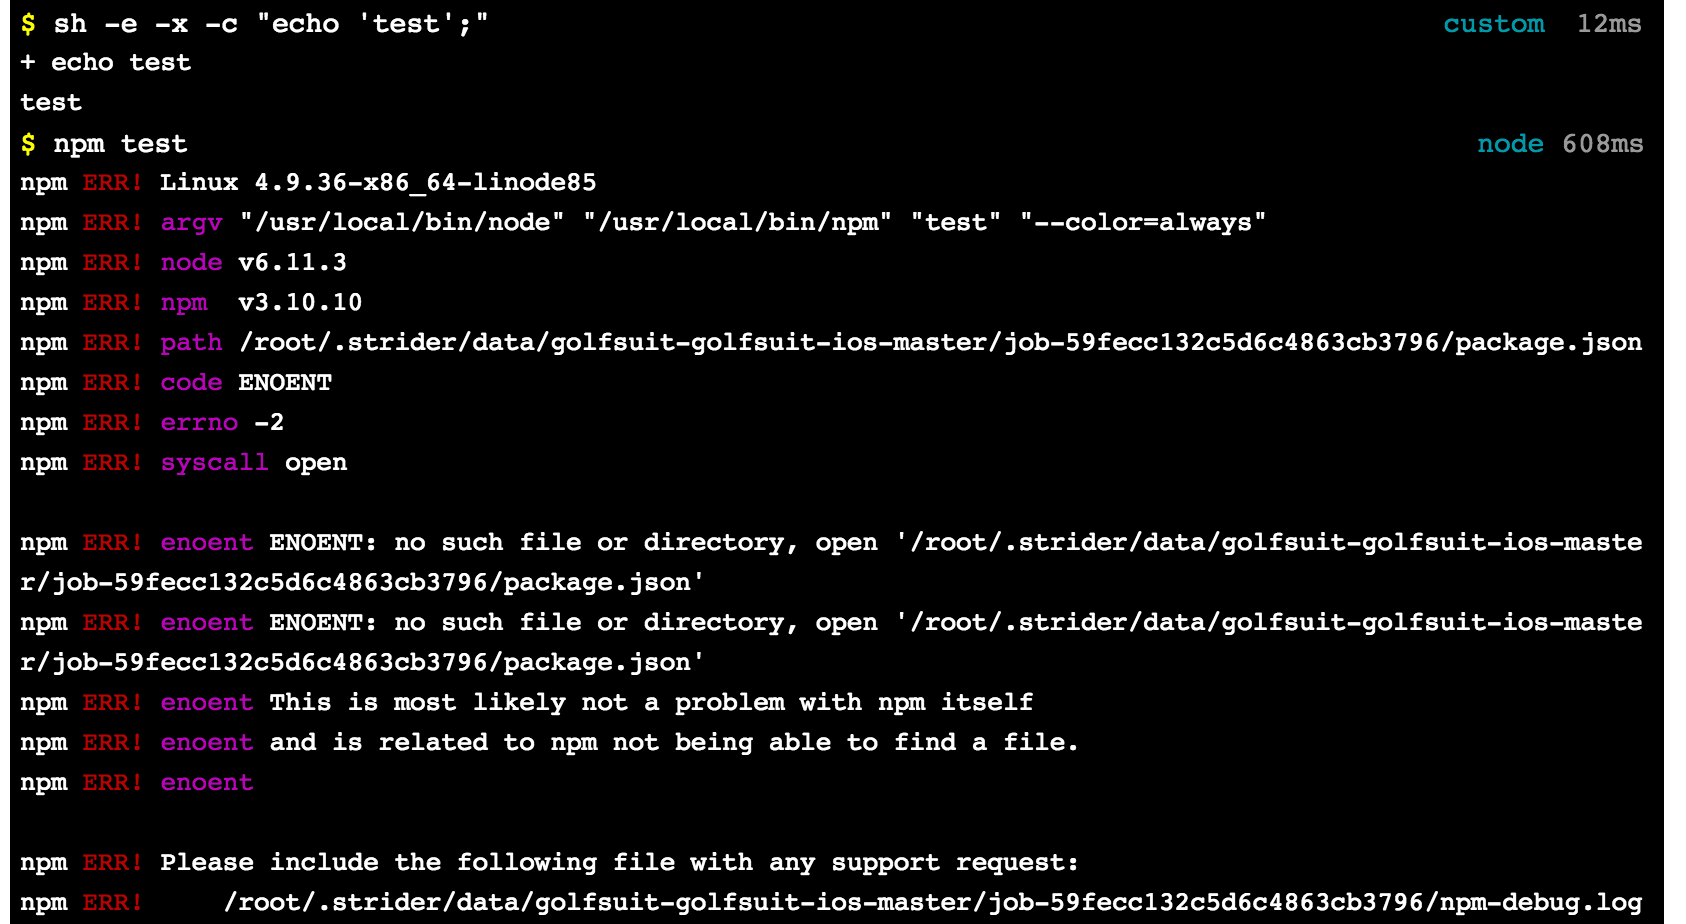 $ sh -e -x -c "echo 'test';" custom 12ms
+ echo test
test
$ npm test node 608ms
npm ERR! Linux 4.9.36-x86_64-linode85
npm ERR! argv "/usr/local/bin/node" "/usr/local/bin/npm" "test" "--color=always"
npm ERR! node v6.11.3
npm ERR! npm  v3.10.10
npm ERR! path /root/.strider/data/golfsuit-golfsuit-ios-master/job-59fecc132c5d6c4863cb3796/package.json
npm ERR! code ENOENT
npm ERR! errno -2
npm ERR! syscall open
npm ERR! enoent ENOENT: no such file or directory, open '/root/.strider/data/golfsuit-golfsuit-ios-maste
r/job-59fecc132c5d6c4863cb3796/package.json'
npm ERR! enoent ENOENT: no such file or directory, open '/root/.strider/data/golfsuit-golfsuit-ios-maste
r/job-59fecc132c5d6c4863cb3796/package.json'
npm ERR! enoent This is most likely not a problem with npm itself
npm ERR! enoent and is related to npm not being able to find a file.
npm ERR! enoent
npm ERR! Please include the following file with any support request:
npm ERR!     /root/.strider/data/golfsuit-golfsuit-ios-master/job-59fecc132c5d6c4863cb3796/npm-debug.log